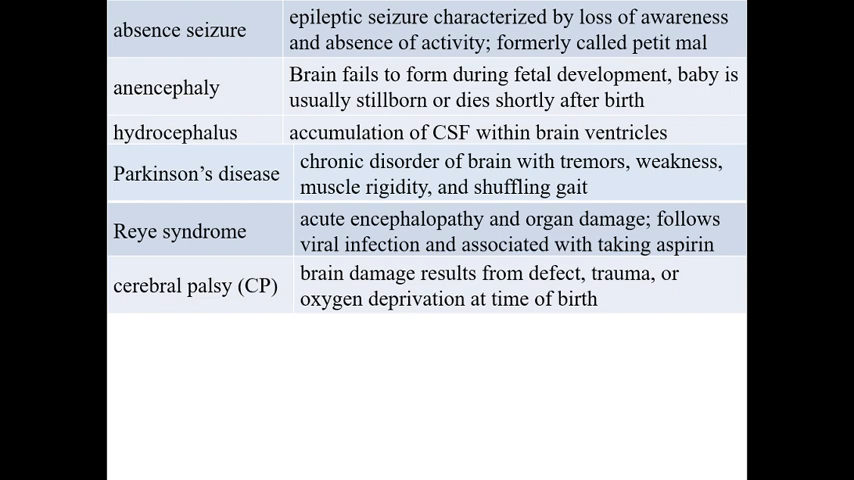 absence seizure
epileptic seizure characterized by loss of awareness
and absence of activity; formerly called petit mal
anencephaly
Brain fails to form during fetal development, baby is
usually stillborn or dies shortly after birth
hydrocephalus
accumulation of CSF within brain ventricles
Parkinson’s disease
chronic disorder of brain with tremors, weakness,
muscle rigidity, and shuffling gait
Reye syndrome
acute encephalopathy and organ damage; follows
viral infection and associated with taking aspirin
cerebral palsy (CP)
brain damage results from defect, trauma, or
oxygen deprivation at time of birth